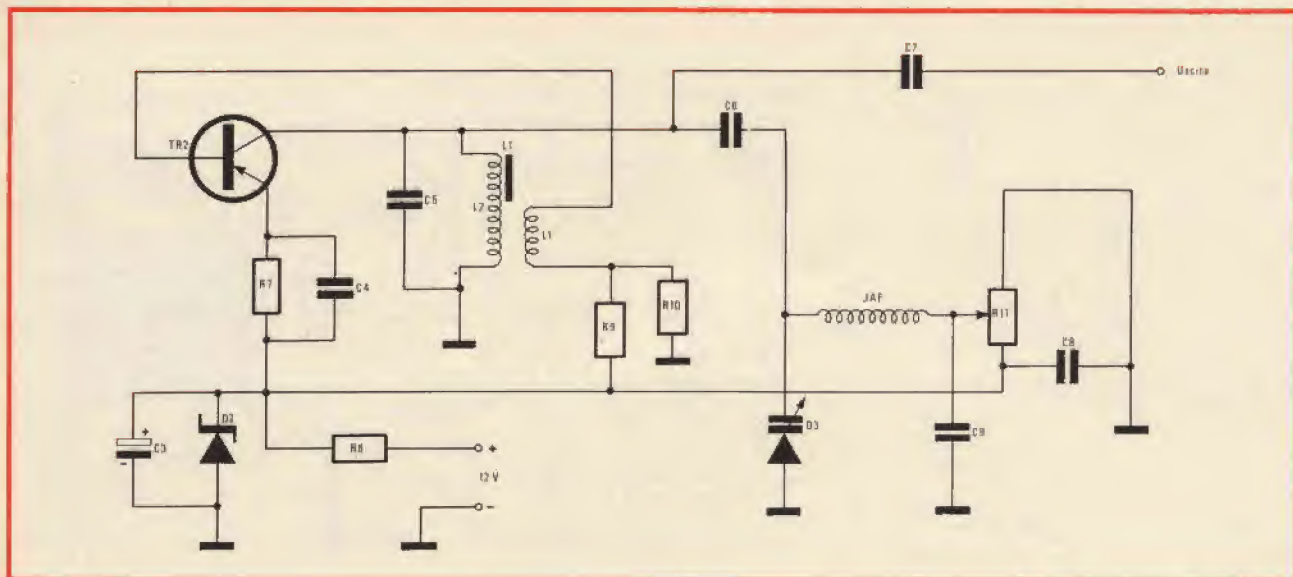 C7
Uscita
C6
TR2
L1
C5
L2
L1
R7
C4
R9
R10
JAF
R11
C8
+
C3
-
D2
R8
+
12 V
-
D3
C9